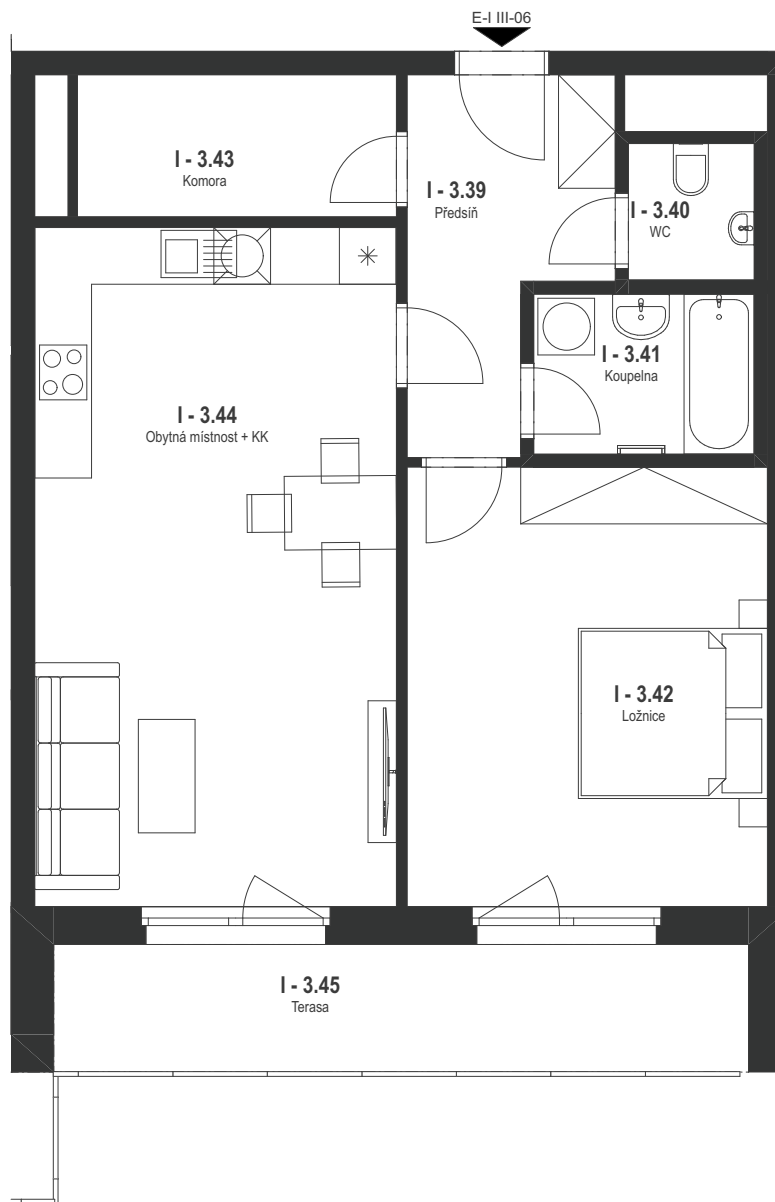 E-I III-06
I - 3.43
Komora
I - 3.39
Předsíň
I - 3.40
WC
I - 3.41
Koupelna
I - 3.44
Obytná místnost + KK
I - 3.42
Ložnice
I - 3.45
Terasa